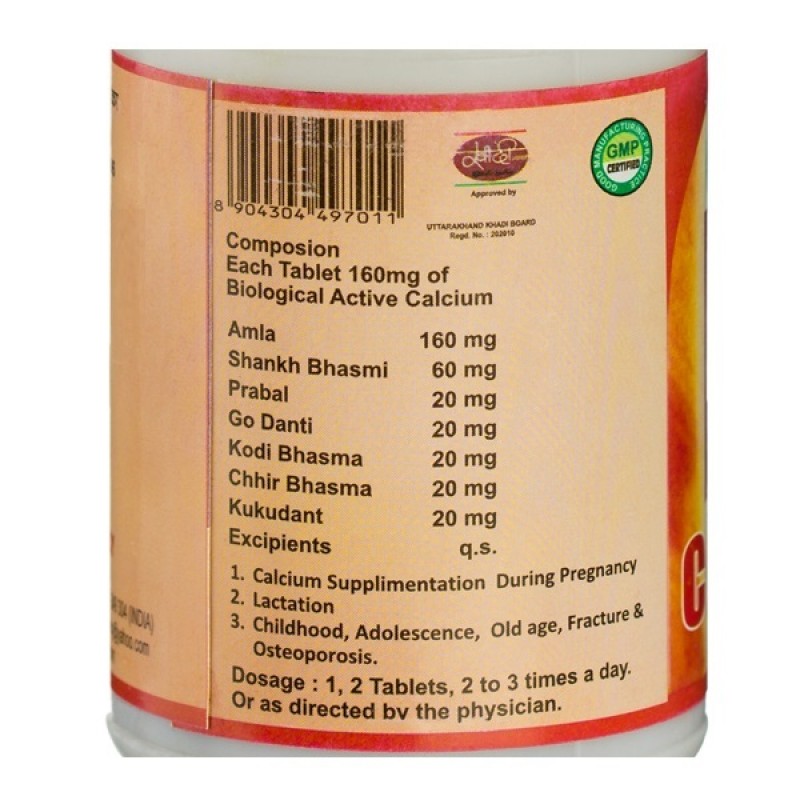 8 904304 497011
Approved by
UTTARAKHAND KHADI BOARD
Regd. No. : 202010
GOOD MANUFACTURING PRACTICE
GMP
CERTIFIED
Composion
Each Tablet 160mg of
Biological Active Calcium
Amla 160 mg
Shankh Bhasmi 60 mg
Prabal 20 mg
Go Danti 20 mg
Kodi Bhasma 20 mg
Chhir Bhasma 20 mg
Kukudant 20 mg
Excipients q.s.
1. Calcium Supplimentation During Pregnancy
2. Lactation
3. Childhood, Adolescence, Old age, Fracture &
Osteoporosis.
Dosage : 1, 2 Tablets, 2 to 3 times a day.
Or as directed by the physician.
(INDIA)
C